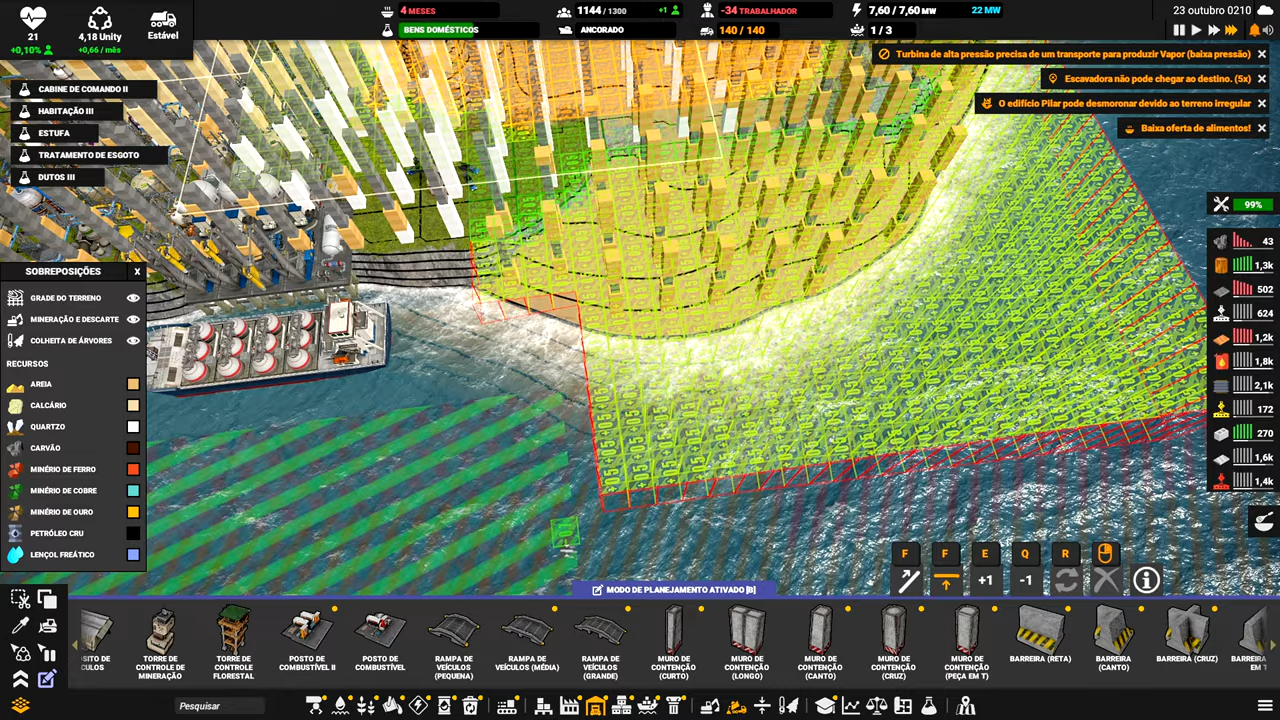 21
+0,10%
4,18 Unity
+0,66 / mês
Estável
4 MESES
BENS DOMÉSTICOS
1144 / 1300
+1
ANCORADO
-34 TRABALHADOR
140 / 140
7,60 / 7,60 MW
22 MW
1 / 3
23 outubro 0210
Turbina de alta pressão precisa de um transporte para produzir Vapor (baixa pressão)
Escavadora não pode chegar ao destino. (5x)
O edifício Pilar pode desmoronar devido ao terreno irregular
Baixa oferta de alimentos!
CABINE DE COMANDO II
HABITAÇÃO III
ESTUFA
TRATAMENTO DE ESGOTO
DUTOS III
99%
43
1,3k
502
624
1,2k
1,8k
2,1k
172
270
1,6k
1,4k
SOBREPOSIÇÕES
X
GRADE DO TERRENO
MINERAÇÃO E DESCARTE
COLHEITA DE ÁRVORES
RECURSOS
AREIA
CALCÁRIO
QUARTZO
CARVÃO
MINÉRIO DE FERRO
MINÉRIO DE COBRE
MINÉRIO DE OURO
PETRÓLEO CRU
LENÇOL FREÁTICO
F
F
E
Q
R
+1
-1
MODO DE PLANEJAMENTO ATIVADO [B]
SITO DE
CULOS
TORRE DE
CONTROLE DE
MINERAÇÃO
TORRE DE
CONTROLE
FLORESTAL
POSTO DE
COMBUSTÍVEL II
POSTO DE
COMBUSTÍVEL
RAMPA DE
VEÍCULOS
(PEQUENA)
RAMPA DE
VEÍCULOS (MÉDIA)
RAMPA DE
VEÍCULOS
(GRANDE)
MURO DE
CONTENÇÃO
(CURTO)
MURO DE
CONTENÇÃO
(LONGO)
MURO DE
CONTENÇÃO
(CANTO)
MURO DE
CONTENÇÃO
(CRUZ)
MURO DE
CONTENÇÃO
(PEÇA EM T)
BARREIRA (RETA)
BARREIRA
(CANTO)
BARREIRA (CRUZ)
BARREIRA
EM T
Pesquisar